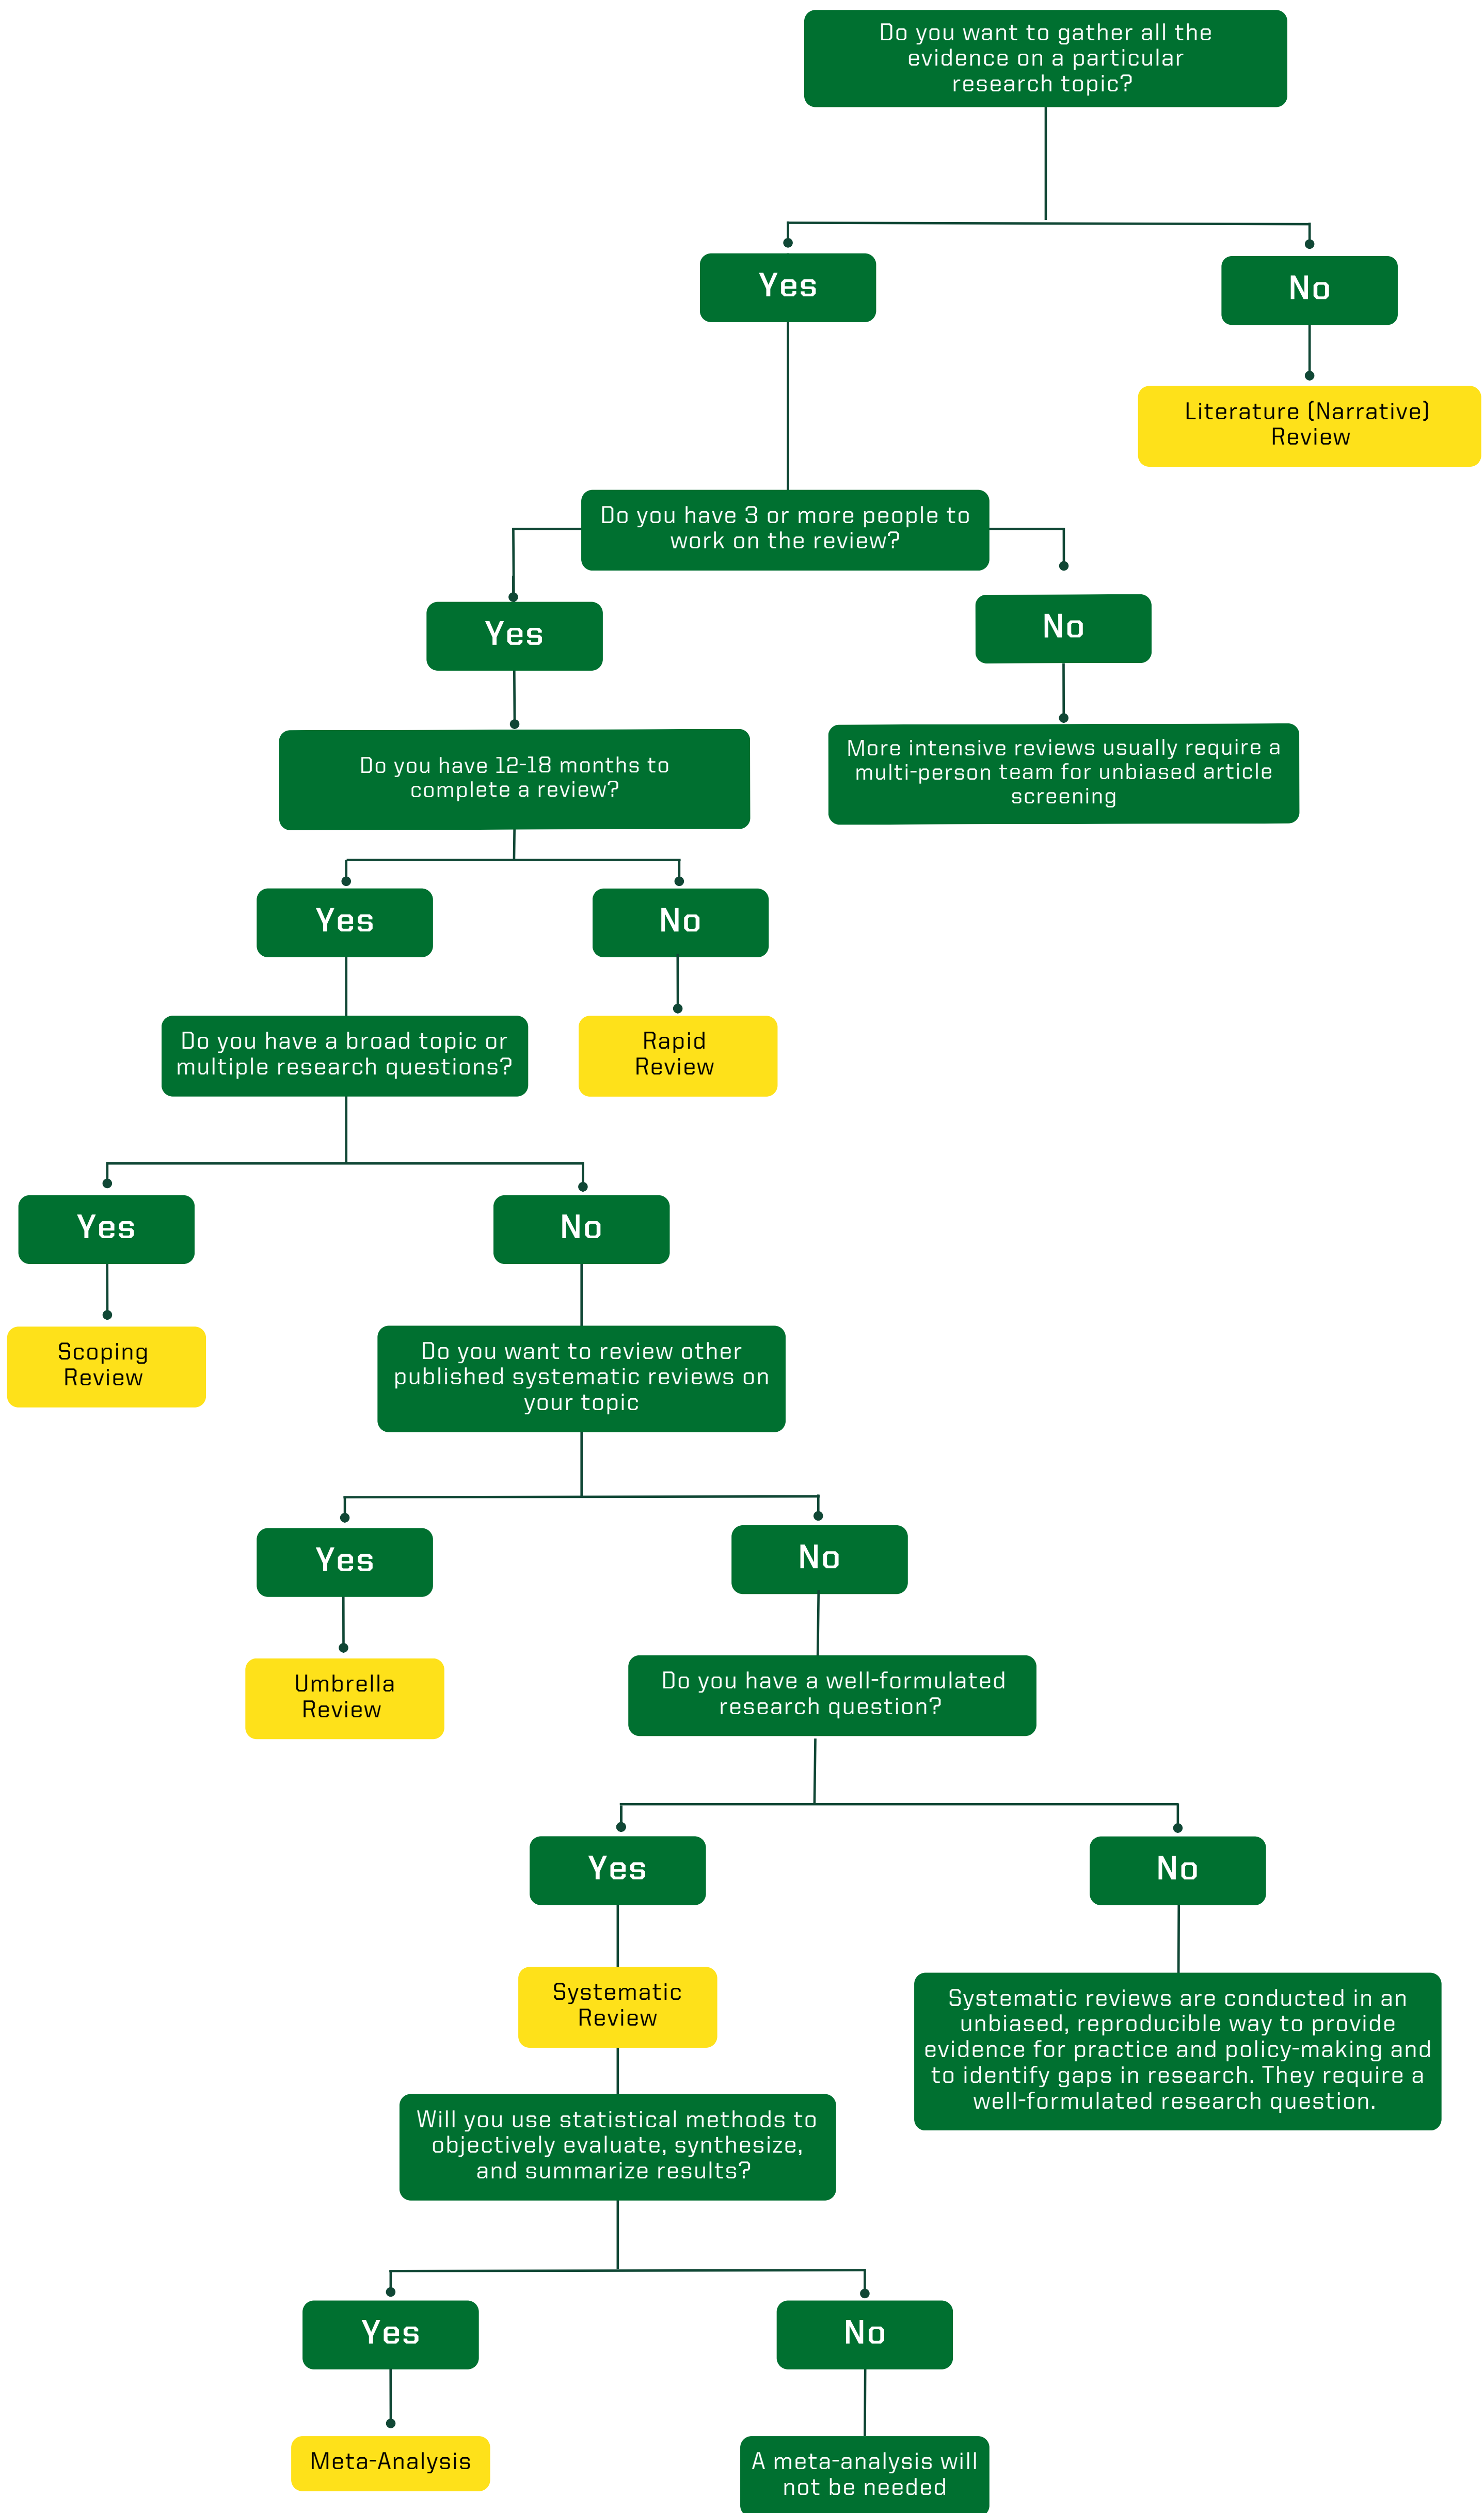 Do you want to gather all the
evidence on a particular
research topic?
Yes
No
Literature (Narrative)
Review
Do you have 3 or more people to
work on the review?
Yes
No
Do you have 12-18 months to
complete a review?
More intensive reviews usually require a
multi-person team for unbiased article
screening
Yes
No
Do you have a broad topic or
multiple research questions?
Rapid
Review
Yes
No
Scoping
Review
Do you want to review other
published systematic reviews on
your topic
Yes
No
Umbrella
Review
Do you have a well-formulated
research question?
Yes
No
Systematic
Review
Systematic reviews are conducted in an
unbiased, reproducible way to provide
evidence for practice and policy-making and
to identify gaps in research. They require a
well-formulated research question.
Will you use statistical methods to
objectively evaluate, synthesize,
and summarize results?
Yes
No
Meta-Analysis
A meta-analysis will
not be needed